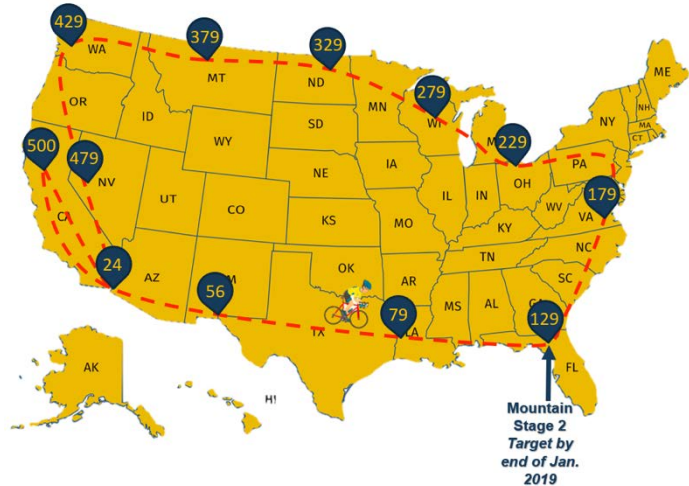 429
WA
379
MT
329
ND
MN
279
WI
229
ME
NH
MA
CT
NY
PA
OR
ID
WY
SD
IA
NE
500
479
NV
UT
CO
KS
MO
IL
IN
OH
WV
VA
179
KY
CA
24
AZ
56
OK
AR
TN
NC
SC
TX
79
LA
MS
AL
129
FL
AK
HI
Mountain
Stage 2
Target by
end of Jan.
2019